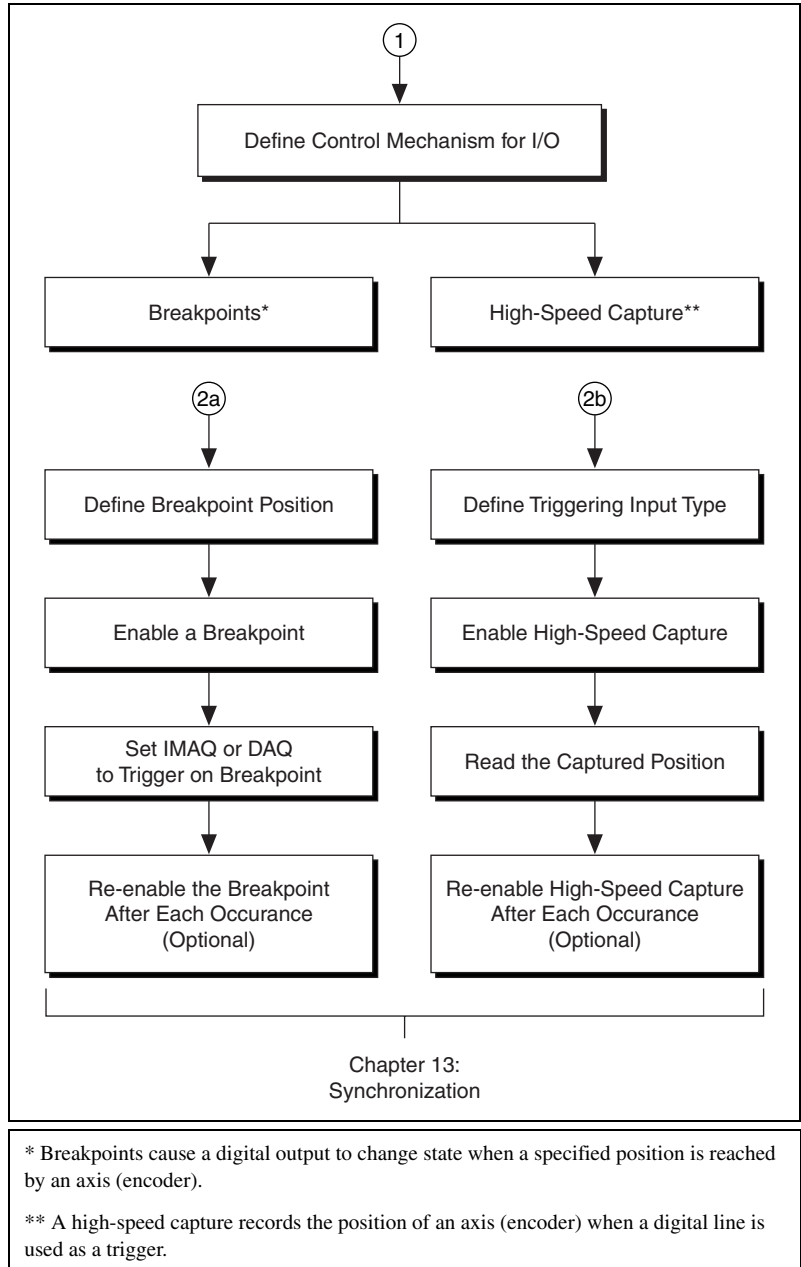 1
Define Control Mechanism for I/O
Breakpoints*
High-Speed Capture**
2a
2b
Define Breakpoint Position
Define Triggering Input Type
Enable a Breakpoint
Enable High-Speed Capture
Set IMAQ or DAQ
to Trigger on Breakpoint
Read the Captured Position
Re-enable the Breakpoint
After Each Occurance
(Optional)
Re-enable High-Speed Capture
After Each Occurance
(Optional)
Chapter 13:
Synchronization
* Breakpoints cause a digital output to change state when a specified position is reached
by an axis (encoder).
** A high-speed capture records the position of an axis (encoder) when a digital line is
used as a trigger.